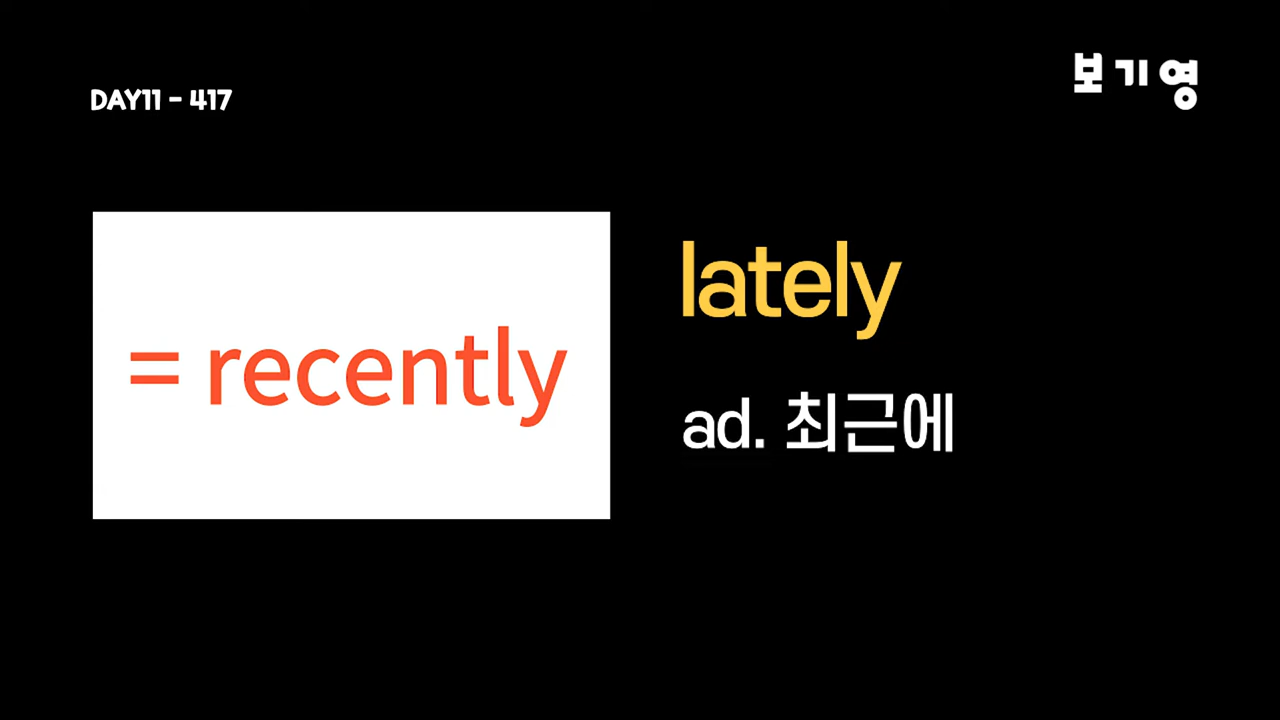 DAY11 - 417
보기영
= recently
lately
ad. 최근에